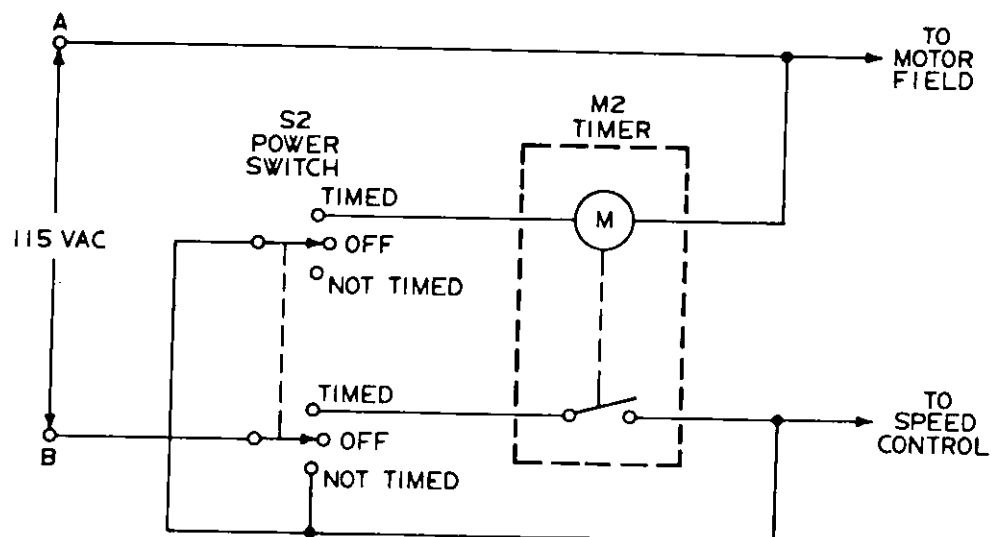 A
TO
MOTOR
FIELD
S2
POWER
SWITCH
M2
TIMER
TIMED
M
115 VAC
OFF
NOT TIMED
TIMED
TO
SPEED
CONTROL
B
OFF
NOT TIMED